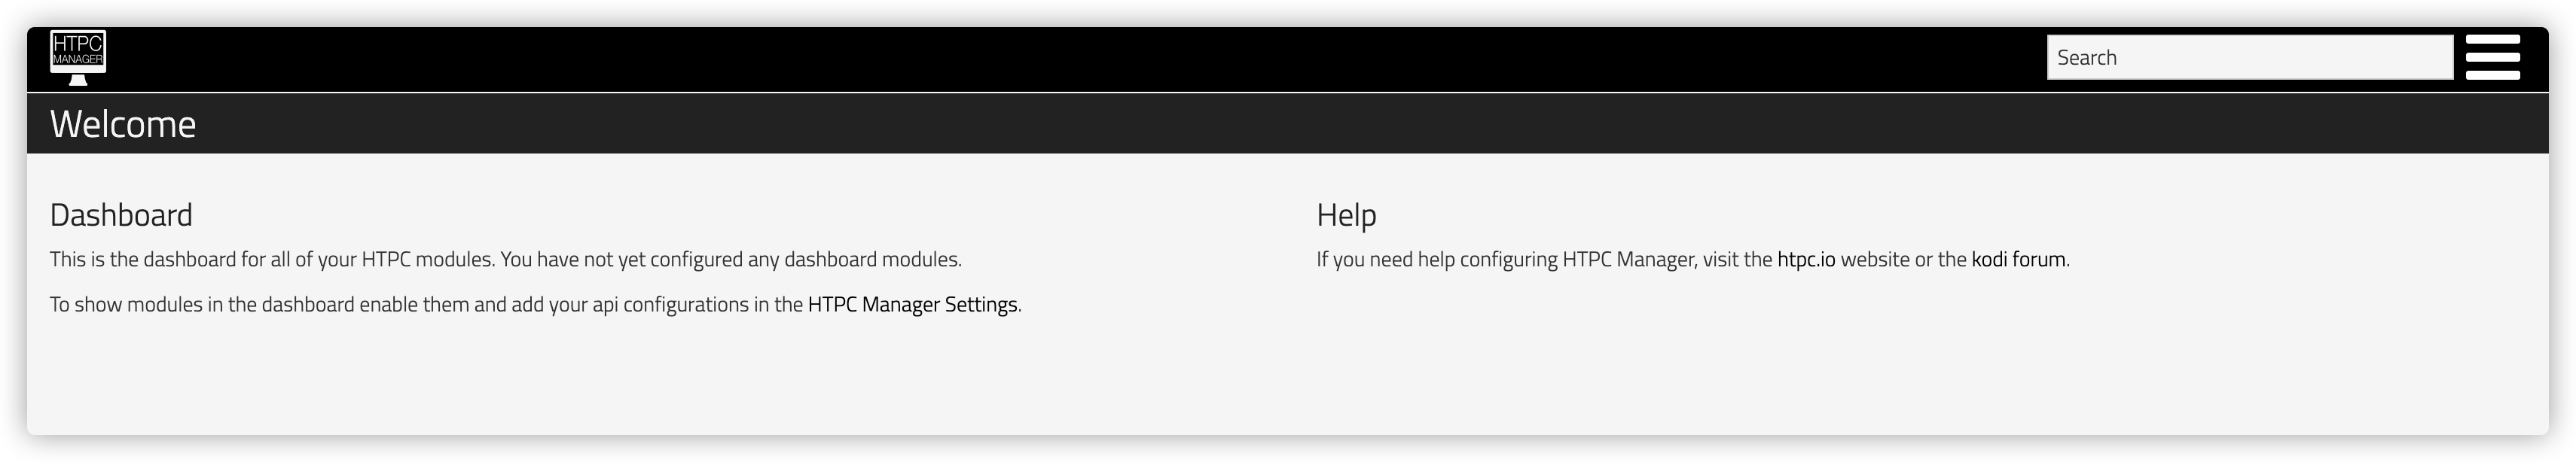 HTPC
MANAGER
Search
Welcome
Dashboard
This is the dashboard for all of your HTPC modules. You have not yet configured any dashboard modules.
To show modules in the dashboard enable them and add your api configurations in the HTPC Manager Settings.
Help
If you need help configuring HTPC Manager, visit the htpc.io website or the kodi forum.